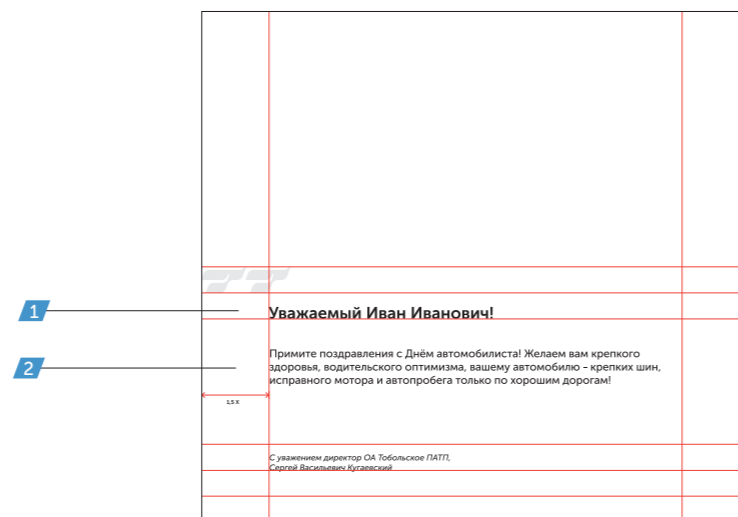 1
Уважаемый Иван Иванович!
2
Примите поздравления с Днём автомобилиста! Желаем вам крепкого
здоровья, водительского оптимизма, вашему автомобилю – крепких шин,
исправного мотора и автопробега только по хорошим дорогам!
1,5 X
С уважением директор ОА Тобольское ПАТП,
Сергей Васильевич Кугаевский